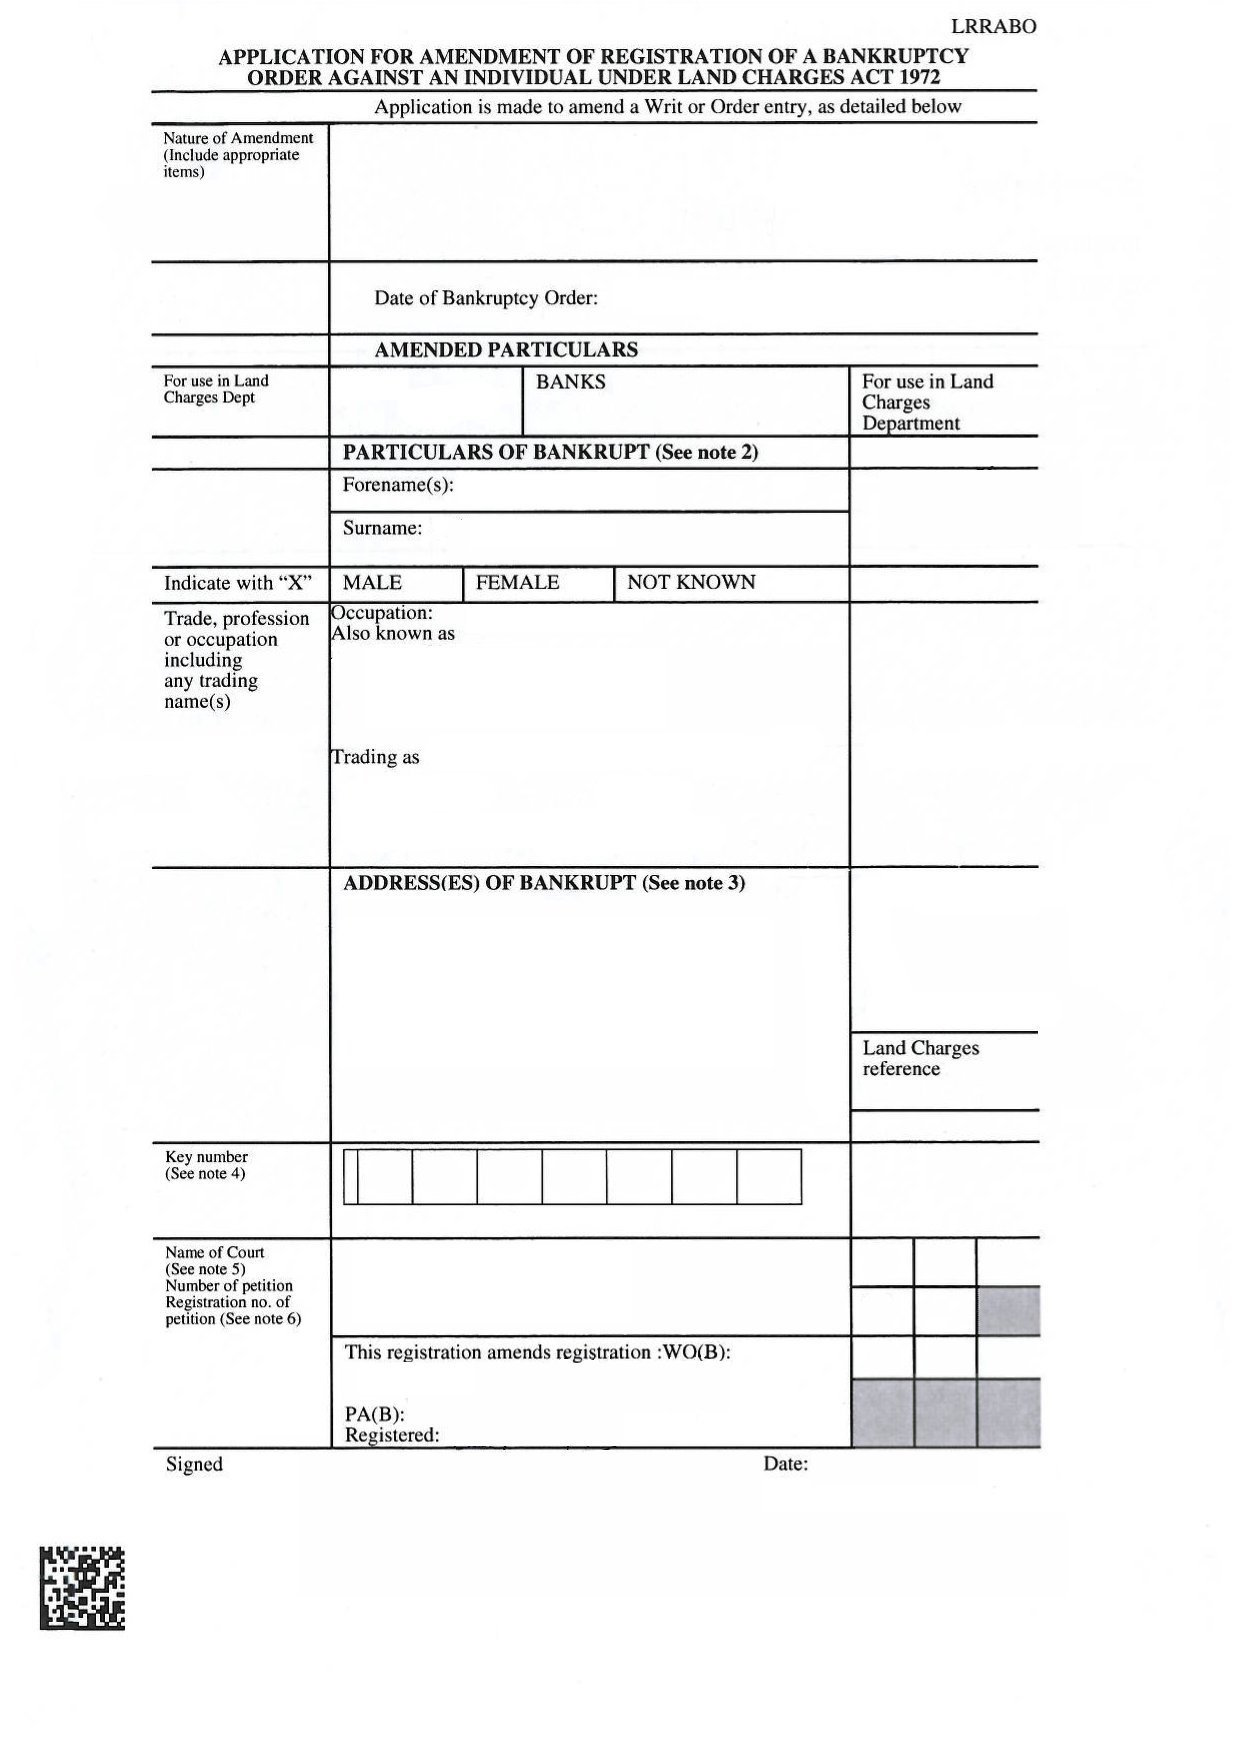 LRRABO
APPLICATION FOR AMENDMENT OF REGISTRATION OF A BANKRUPTCY
ORDER AGAINST AN INDIVIDUAL UNDER LAND CHARGES ACT 1972
Application is made to amend a Writ or Order entry, as detailed below
Nature of Amendment
(Include appropriate
items)
Date of Bankruptcy Order:
AMENDED PARTICULARS
For use in Land
Charges Dept
BANKS
For use in Land
Charges
Department
PARTICULARS OF BANKRUPT (See note 2)
Forename(s):
Surname:
Indicate with “X”
MALE
FEMALE
NOT KNOWN
Trade, profession
or occupation
including
any trading
name(s)
Occupation:
Also known as
Trading as
ADDRESS(ES) OF BANKRUPT (See note 3)
Land Charges
reference
Key number
(See note 4)
Name of Court
(See note 5)
Number of petition
Registration no. of
petition (See note 6)
This registration amends registration :WO(B):
PA(B):
Registered:
Signed
Date: